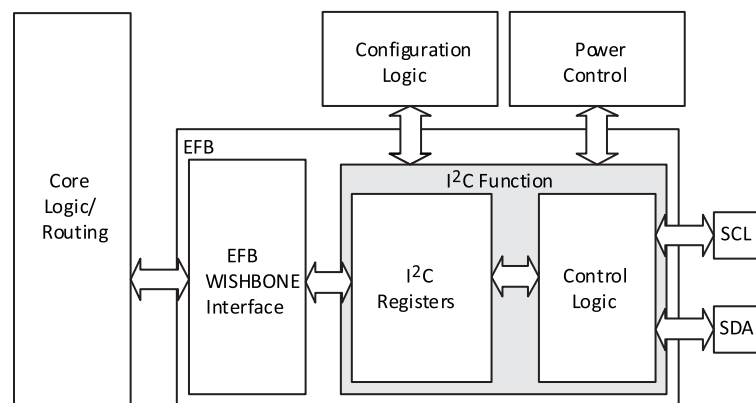 Configuration
Logic
Power
Control
EFB
Core
Logic/
Routing
EFB
WISHBONE
Interface
I²C Function
I²C
Registers
Control
Logic
SCL
SDA